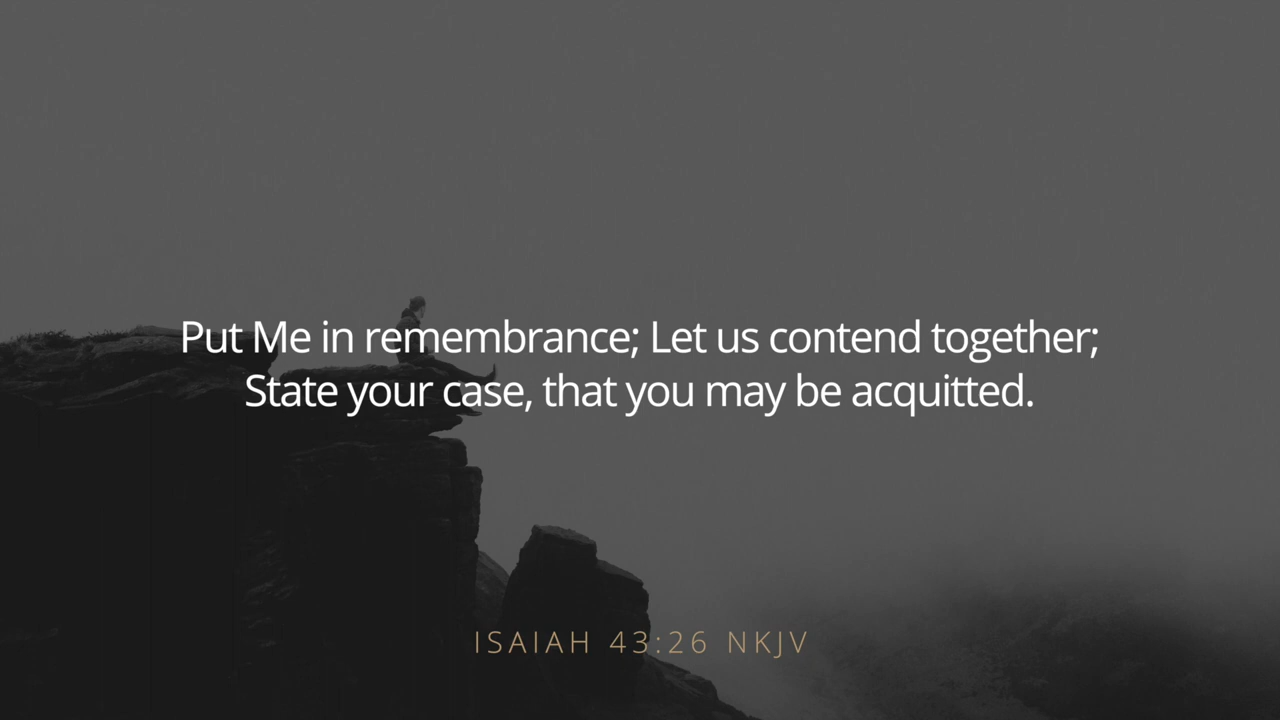 Put Me in remembrance; Let us contend together;
State your case, that you may be acquitted.
ISAIAH 43:26 NKJV